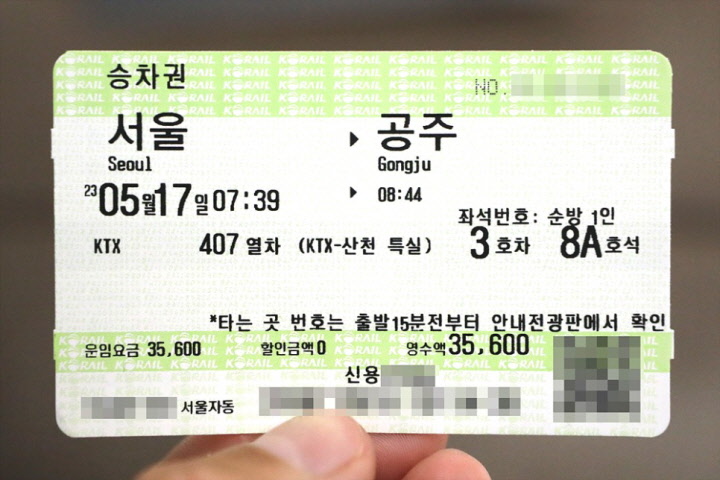 승차권
NO.
서울 ▶ 공주
Seoul Gongju
23 05월17일 07:39 ▶ 08:44
좌석번호: 순방 1인
KTX 407 열차 (KTX-산천 특실) 3 호차 8A 호석
*타는 곳 번호는 출발15분전부터 안내전광판에서 확인
운임요금 35,600 할인금액 0 영수액 35,600
신용
서울자동